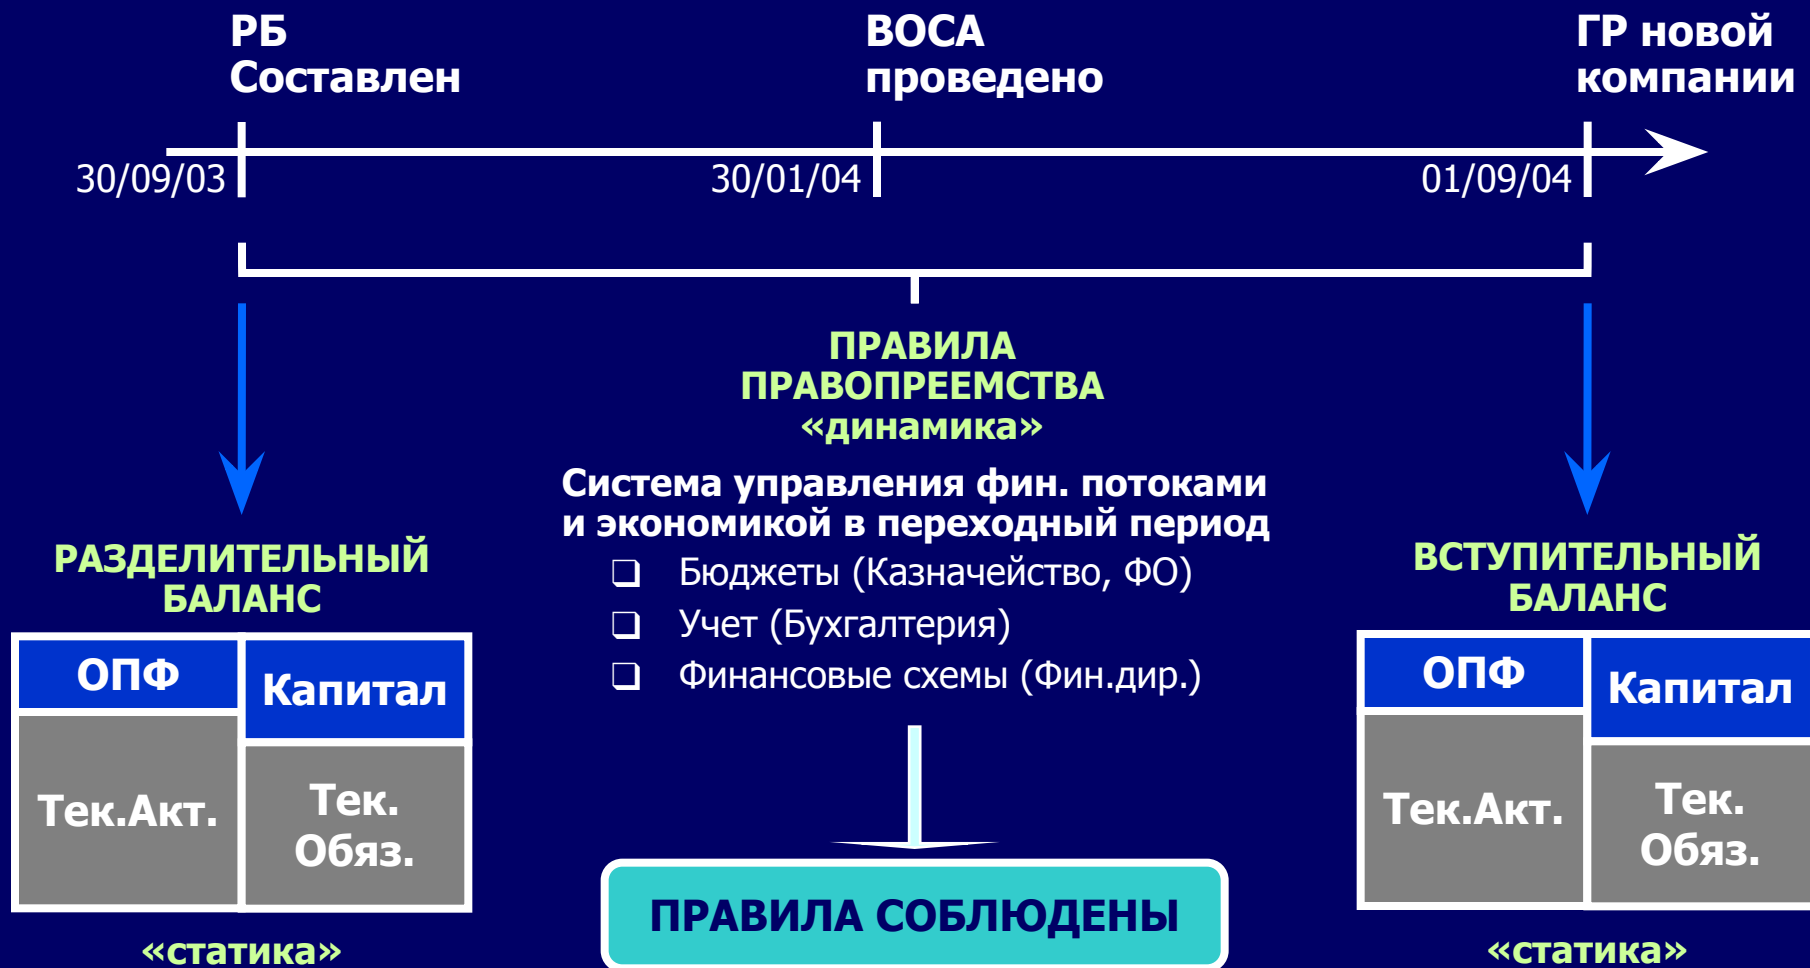 РБ
Составлен
ВОСА
проведено
ГР новой
компании
30/09/03
30/01/04
01/09/04
ПРАВИЛА
ПРАВОПРЕЕМСТВА
«динамика»
Система управления фин. потоками
и экономикой в переходный период
❑ Бюджеты (Казначейство, ФО)
❑ Учет (Бухгалтерия)
❑ Финансовые схемы (Фин.дир.)
РАЗДЕЛИТЕЛЬНЫЙ
БАЛАНС
ОПФ
Капитал
Тек.Акт.
Тек.
Обяз.
«статика»
ПРАВИЛА СОБЛЮДЕНЫ
ВСТУПИТЕЛЬНЫЙ
БАЛАНС
ОПФ
Капитал
Тек.Акт.
Тек.
Обяз.
«статика»